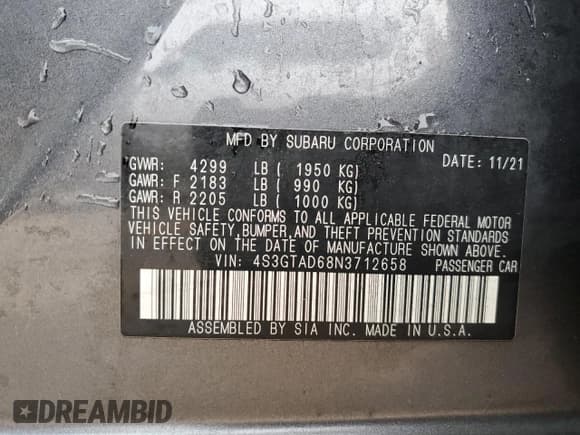 MFD BY SUBARU CORPORATION
GVWR: 4299 LB ( 1950 KG) DATE: 11/21
GAWR: F 2183 LB ( 990 KG)
GAWR: R 2205 LB ( 1000 KG)
THIS VEHICLE CONFORMS TO ALL APPLICABLE FEDERAL MOTOR
VEHICLE SAFETY, BUMPER, AND THEFT PREVENTION STANDARDS
IN EFFECT ON THE DATE OF MANUFACTURE SHOWN ABOVE.
VIN: 4S3GTAD68N3712658 PASSENGER CAR
ASSEMBLED BY SIA INC. MADE IN U.S.A.
DREAMBID